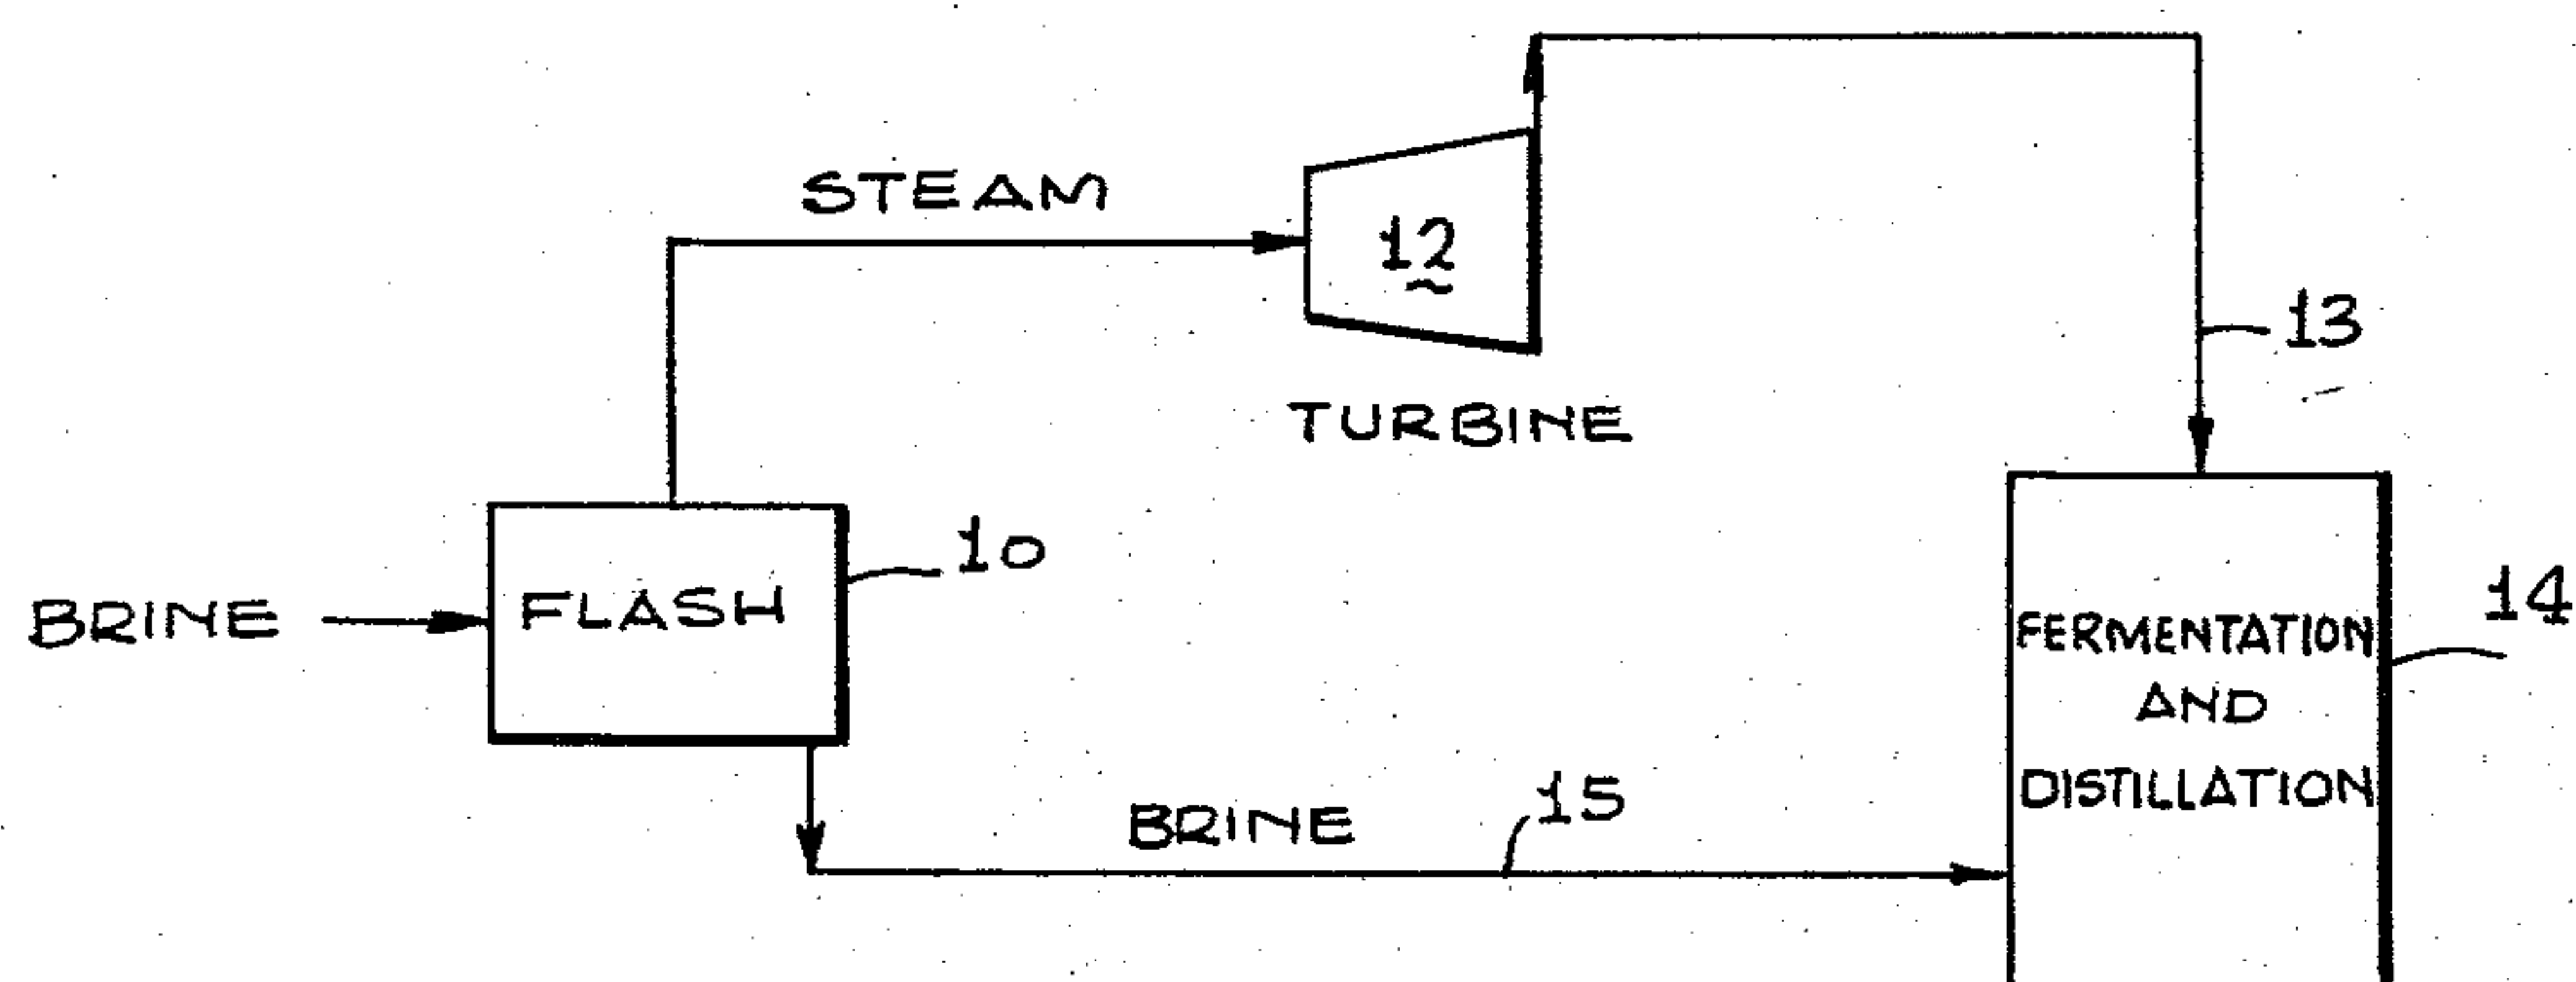 STEAM
12
13
TURBINE
10
BRINE
FLASH
14
FERMENTATION
AND
DISTILLATION
BRINE
15